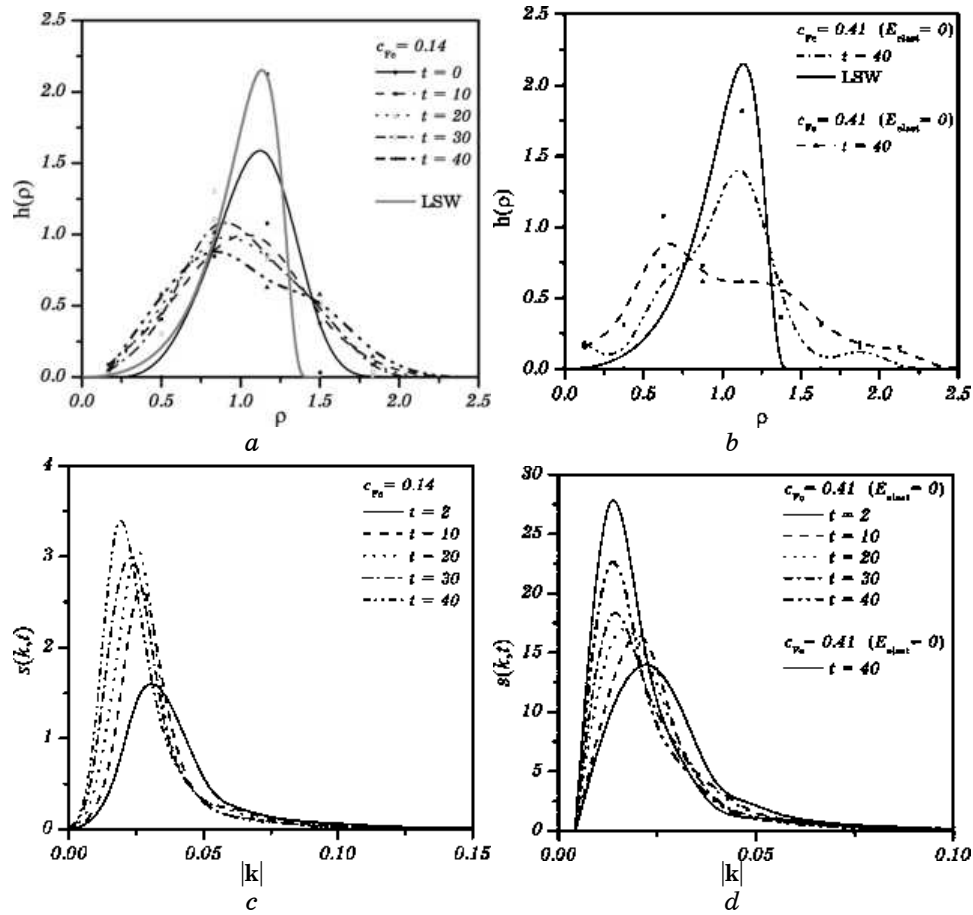 2.5
2.0
1.5
1.0
0.5
0.0
h(ρ)
0.0 0.5 1.0 1.5 2.0 2.5
ρ
c_Fe = 0.14
t = 0
t = 10
t = 20
t = 30
t = 40
LSW
a
2.5
2.0
1.5
1.0
0.5
0.0
h(ρ)
0.0 0.5 1.0 1.5 2.0 2.5
ρ
c_Fe = 0.41 (E_elast = 0)
t = 40
LSW
c_Fe = 0.41 (E_elast = 0)
t = 40
b
4
3
2
1
0
s(k,t)
0.00 0.05 0.10 0.15
|k|
c_Fe = 0.14
t = 2
t = 10
t = 20
t = 30
t = 40
c
30
25
20
15
10
5
0
s(k,t)
0.00 0.05 0.10
|k|
c_Fe = 0.41 (E_elast = 0)
t = 2
t = 10
t = 20
t = 30
t = 40
c_Fe = 0.41 (E_elast = 0)
t = 40
d